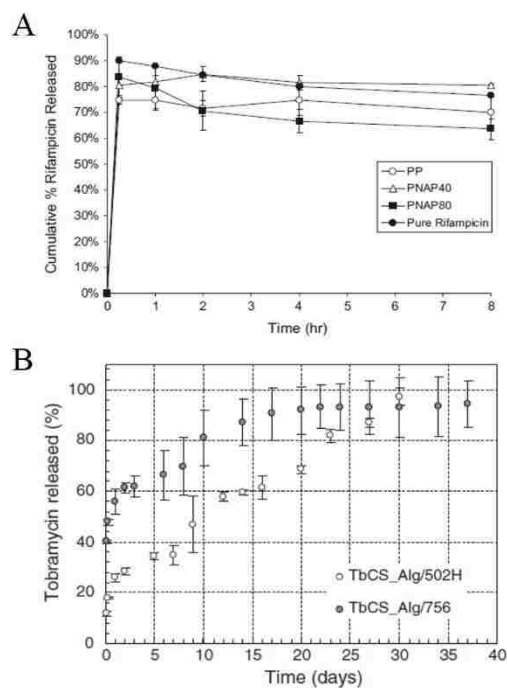 A
Cumulative % Rifampicin Released
100%
90%
80%
70%
60%
50%
40%
30%
20%
10%
0%
PP
PNAP40
PNAP80
Pure Rifampicin
0 1 2 3 4 5 6 7 8
Time (hr)
B
Tobramycin released (%)
100
80
60
40
20
0
TbCS_Alg/502H
TbCS_Alg/756
0 5 10 15 20 25 30 35 40
Time (days)